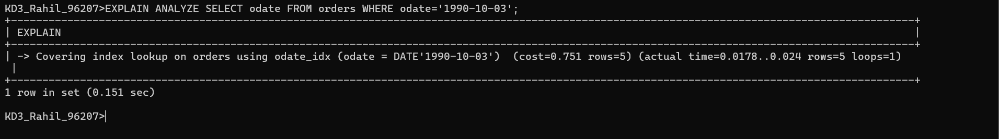 KD3_Rahil_96207>EXPLAIN ANALYZE SELECT odate FROM orders WHERE odate='1990-10-03';
+------------------------------------------------------------------------------------------------------------------------------------------------+
| EXPLAIN                                                                                                                                        |
+------------------------------------------------------------------------------------------------------------------------------------------------+
| -> Covering index lookup on orders using odate_idx (odate = DATE'1990-10-03')  (cost=0.751 rows=5) (actual time=0.0178..0.024 rows=5 loops=1)
 |
+------------------------------------------------------------------------------------------------------------------------------------------------+
1 row in set (0.151 sec)
KD3_Rahil_96207>